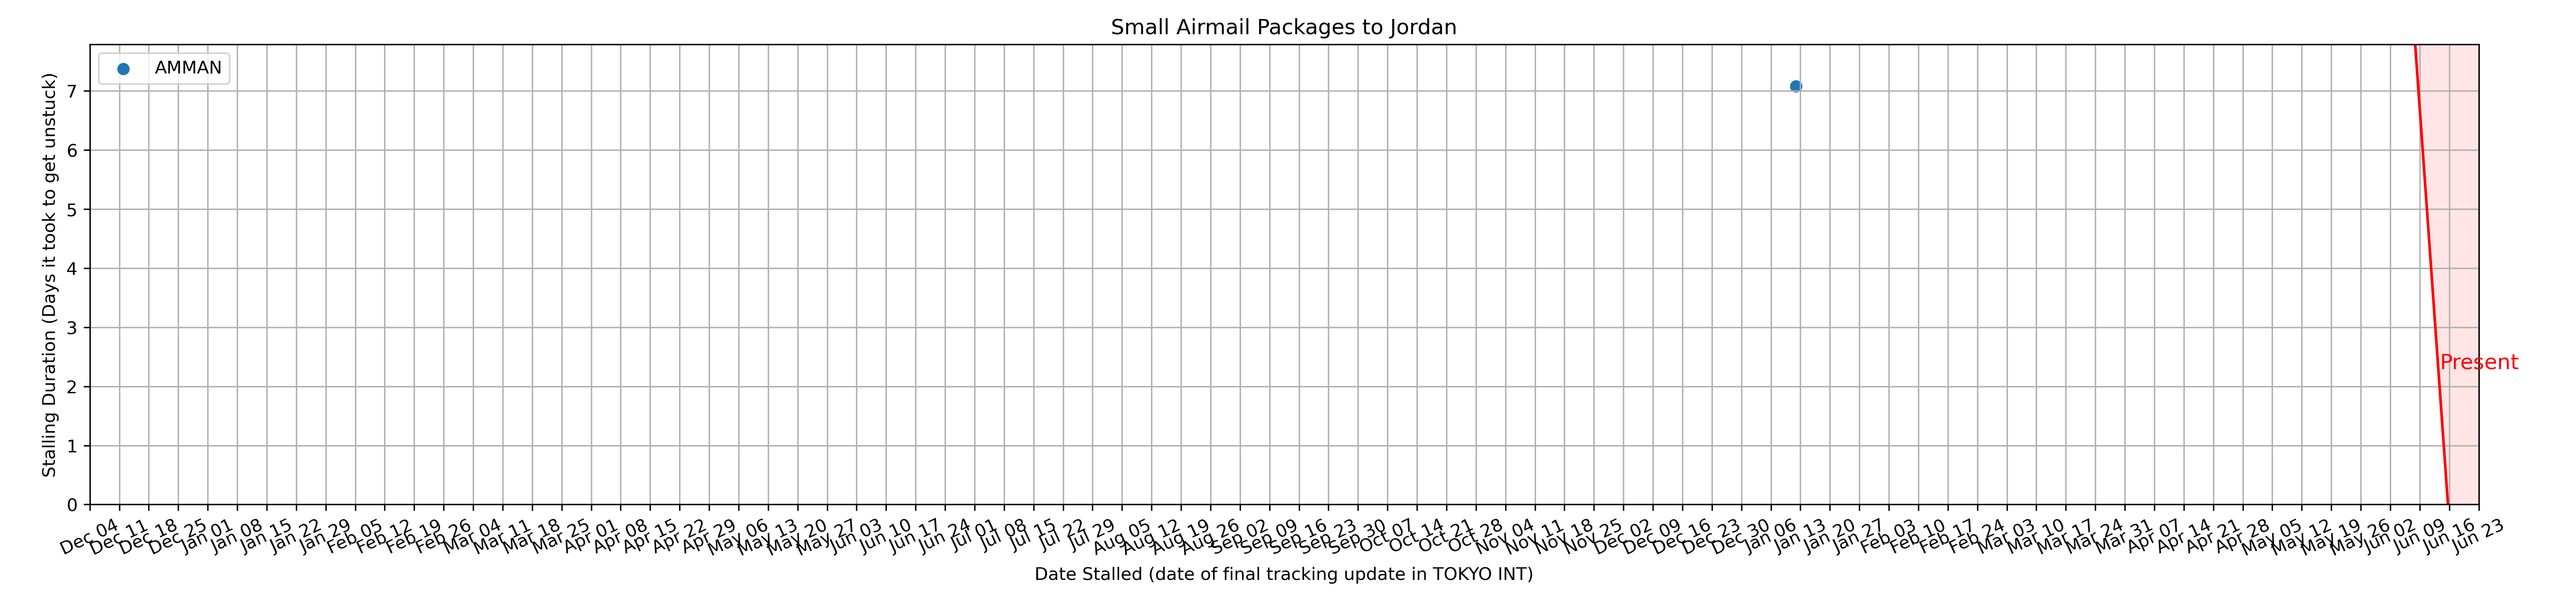 Small Airmail Packages to Jordan
AMMAN
Stalling Duration (Days it took to get unstuck)
7
6
5
4
3
2
1
0
Present
Dec 04
Dec 11
Dec 18
Dec 25
Jan 01
Jan 08
Jan 15
Jan 22
Jan 29
Feb 05
Feb 12
Feb 19
Feb 26
Mar 04
Mar 11
Mar 18
Mar 25
Apr 01
Apr 08
Apr 15
Apr 22
Apr 29
May 06
May 13
May 20
May 27
Jun 03
Jun 10
Jun 17
Jun 24
Jul 01
Jul 08
Jul 15
Jul 22
Jul 29
Aug 05
Aug 12
Aug 19
Aug 26
Sep 02
Sep 09
Sep 16
Sep 23
Sep 30
Oct 07
Oct 14
Oct 21
Oct 28
Nov 04
Nov 11
Nov 18
Nov 25
Dec 02
Dec 09
Dec 16
Dec 23
Dec 30
Jan 06
Jan 13
Jan 20
Jan 27
Feb 03
Feb 10
Feb 17
Feb 24
Mar 03
Mar 10
Mar 17
Mar 24
Mar 31
Apr 07
Apr 14
Apr 21
Apr 28
May 05
May 12
May 19
May 26
Jun 02
Jun 09
Jun 16
Jun 23
Date Stalled (date of final tracking update in TOKYO INT)